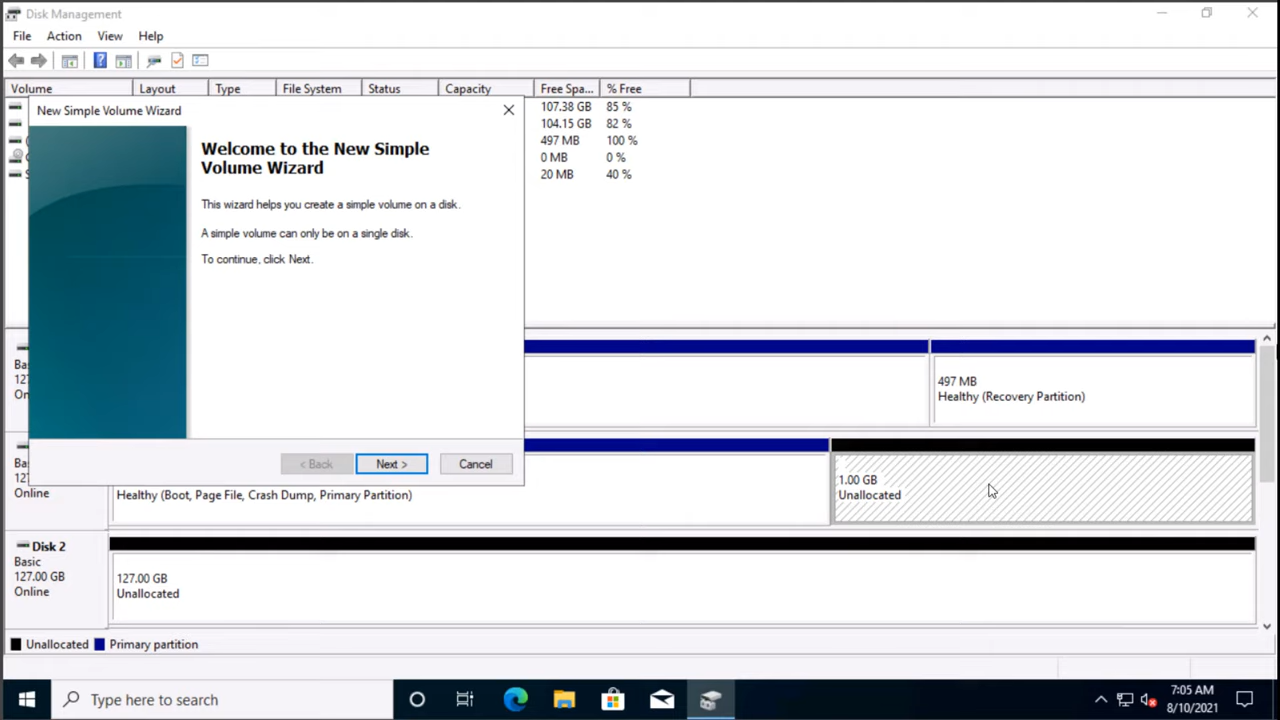 Disk Management
File Action View Help
Volume Layout Type File System Status Capacity Free Spa... % Free
107.38 GB 85 %
104.15 GB 82 %
497 MB 100 %
0 MB 0 %
20 MB 40 %
New Simple Volume Wizard
Welcome to the New Simple
Volume Wizard
This wizard helps you create a simple volume on a disk.
A simple volume can only be on a single disk.
To continue, click Next.
< Back Next > Cancel
497 MB
Healthy (Recovery Partition)
Online
Healthy (Boot, Page File, Crash Dump, Primary Partition)
1.00 GB
Unallocated
Disk 2
Basic
127.00 GB
Online
127.00 GB
Unallocated
Unallocated Primary partition
Type here to search
7:05 AM
8/10/2021